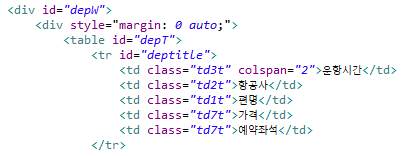 <div id="depW">
<div style="margin: 0 auto;">
<table id="depT">
<tr id="deptitle">
<td class="td3t" colspan="2">운항시간</td>
<td class="td2t">항공사</td>
<td class="td1t">편명</td>
<td class="td7t">가격</td>
<td class="td7t">예약좌석</td>
</tr>